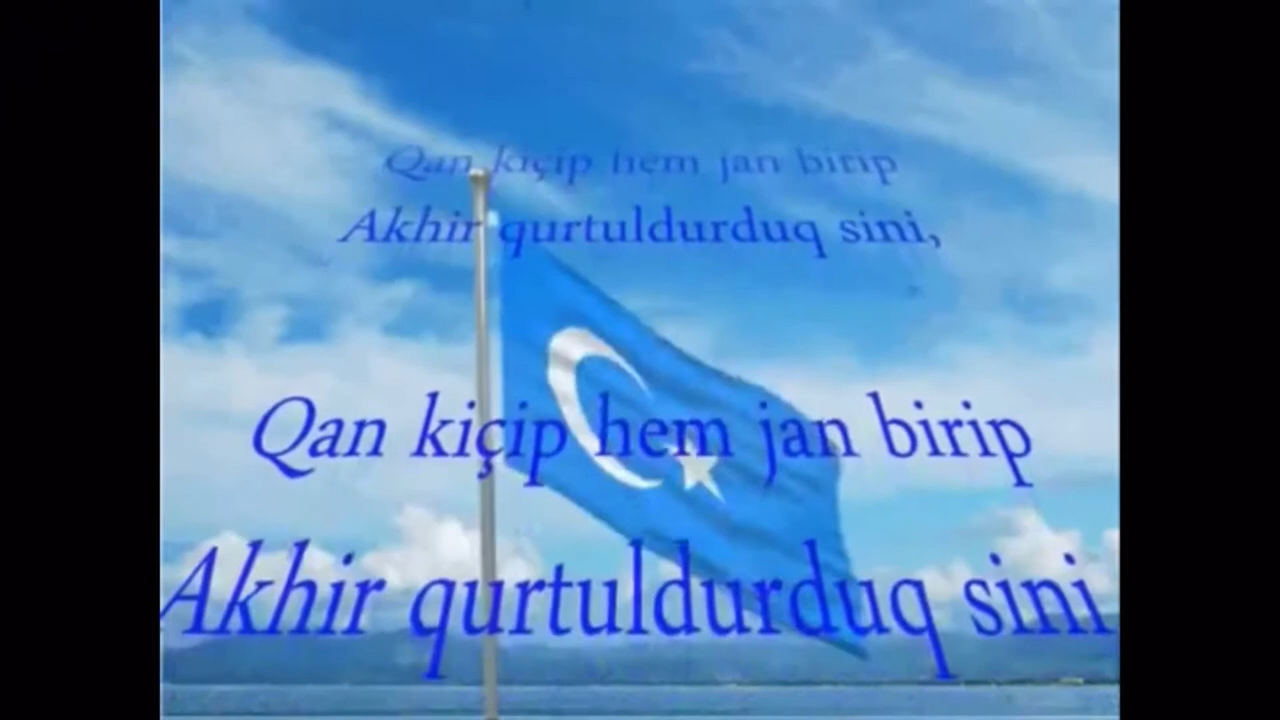 Qan kiçip hem jan birip
Akhir qurtuldurduq sini,
Qan kiçip hem jan birip
Akhir qurtuldurduq sini